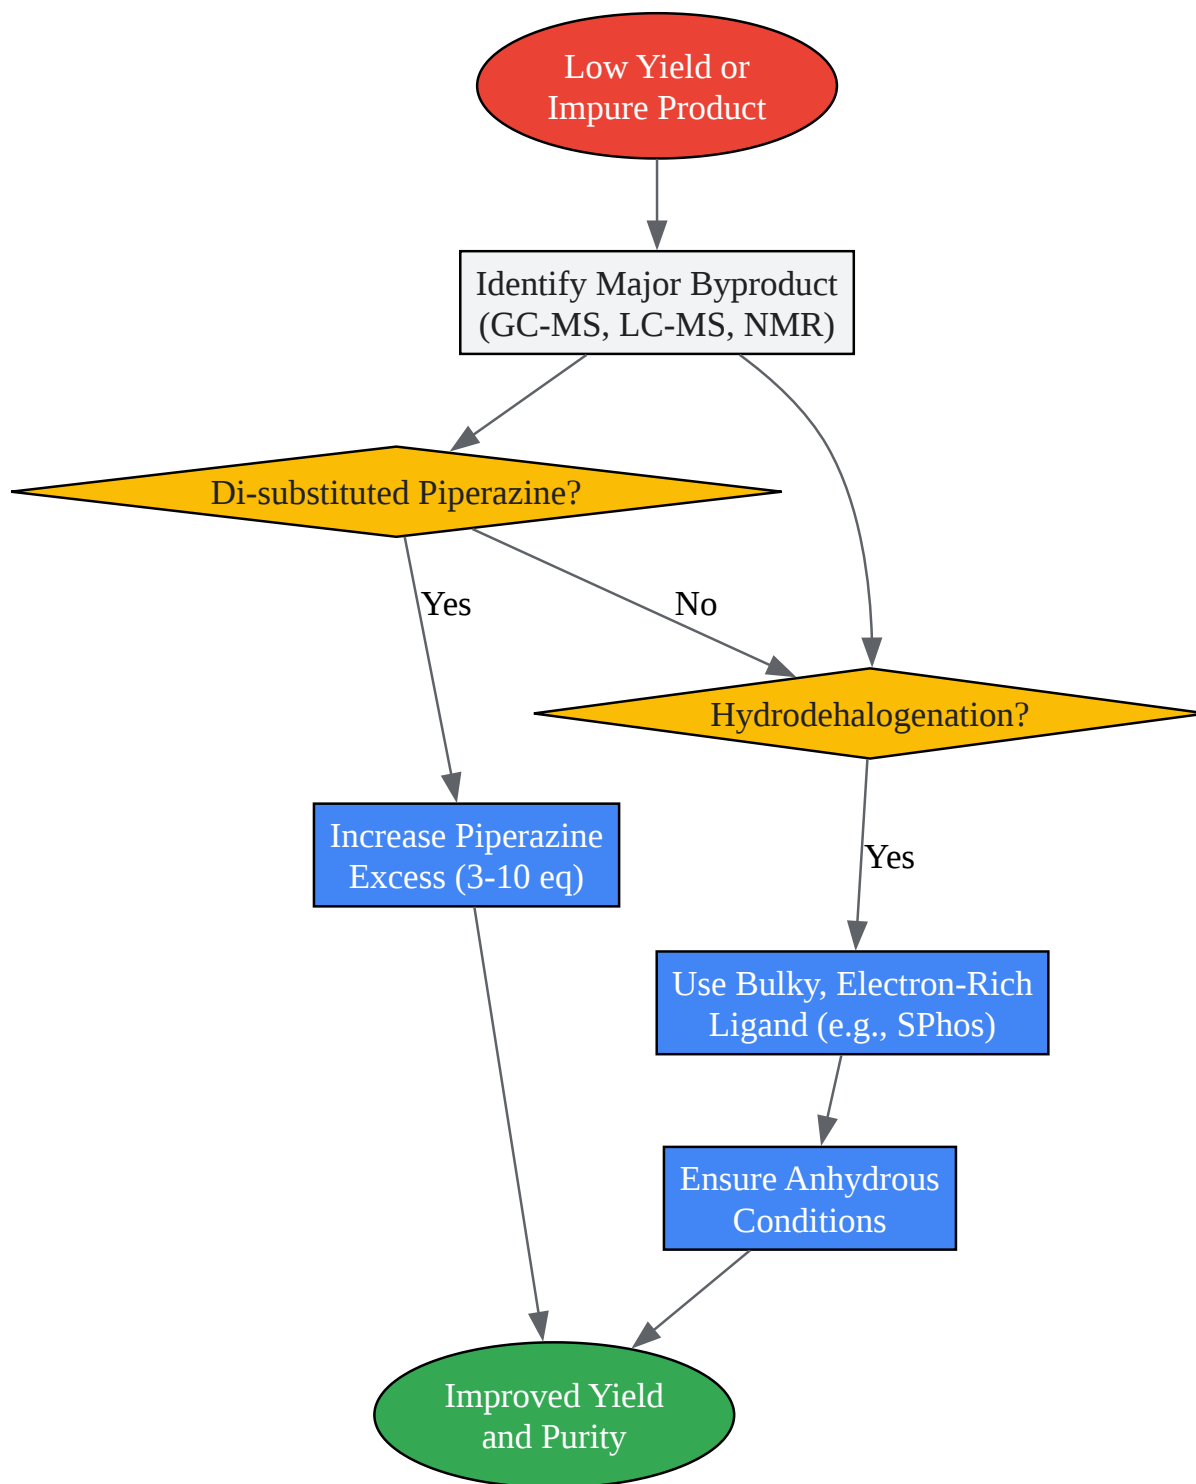 Low Yield or
Impure Product
Identify Major Byproduct
(GC-MS, LC-MS, NMR)
Di-substituted Piperazine?
Yes
No
Hydrodehalogenation?
Increase Piperazine
Excess (3-10 eq)
Yes
Use Bulky, Electron-Rich
Ligand (e.g., SPhos)
Ensure Anhydrous
Conditions
Improved Yield
and Purity